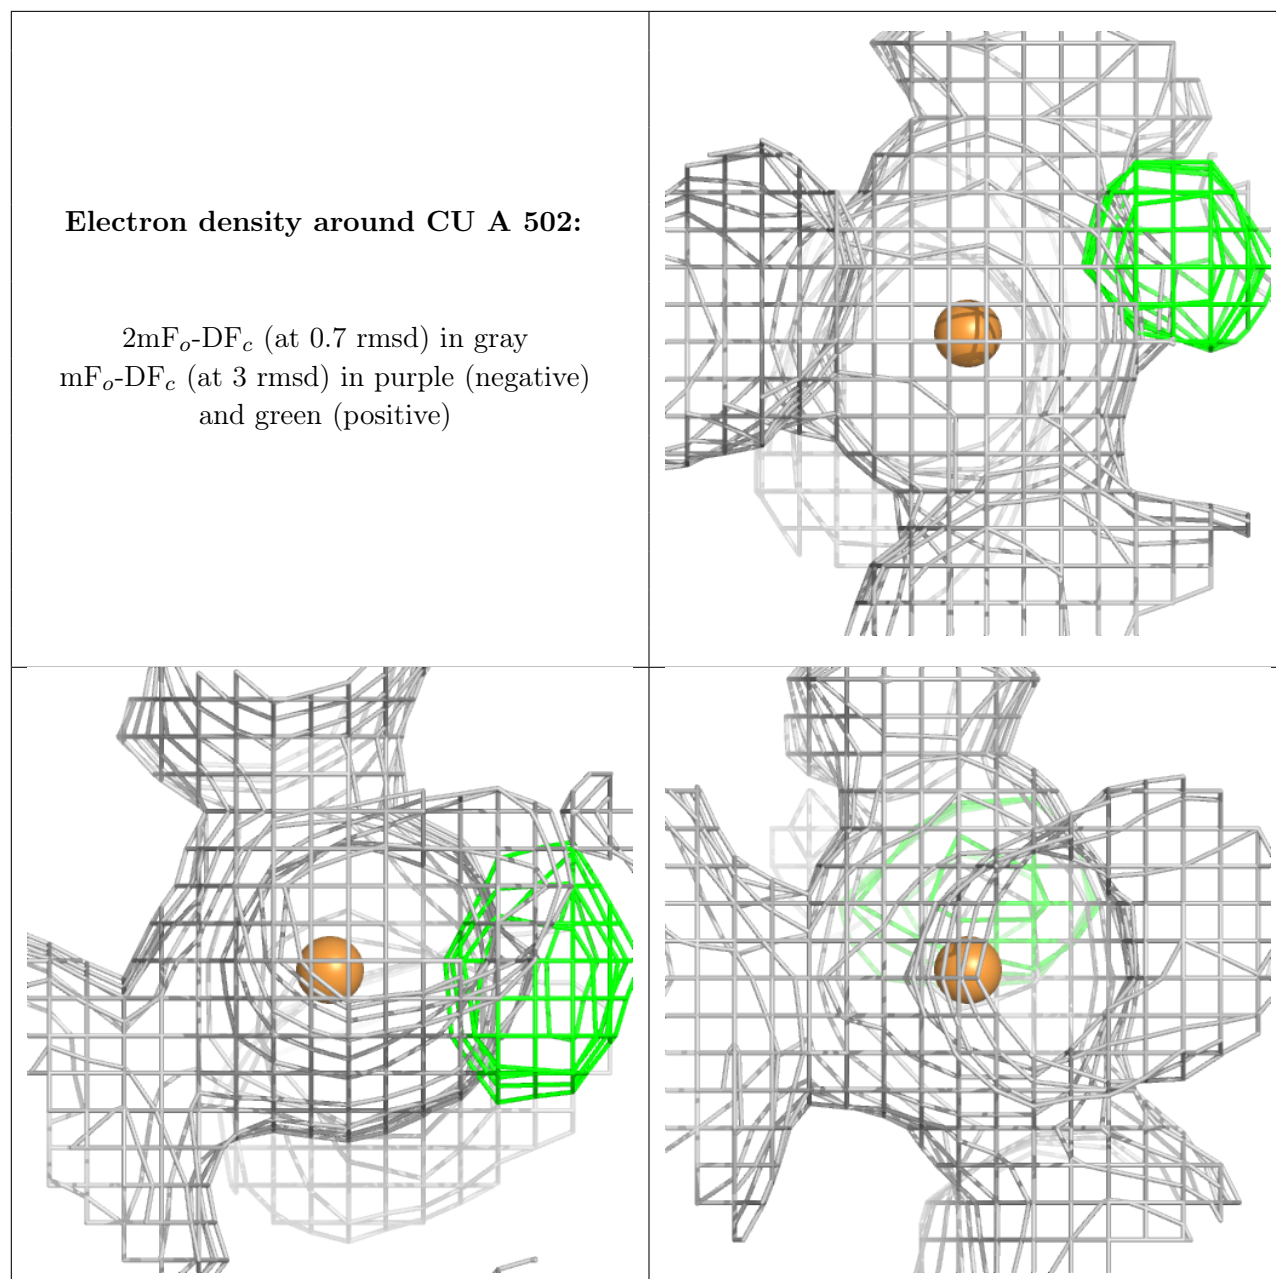 Electron density around CU A 502:
2mFo-DFc (at 0.7 rmsd) in gray
mFo-DFc (at 3 rmsd) in purple (negative)
and green (positive)